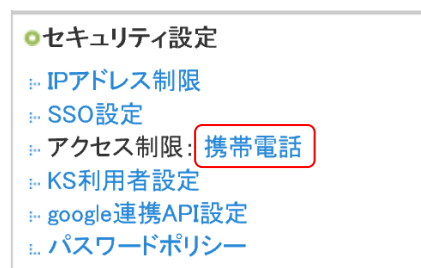 セキュリティ設定
IPアドレス制限
SSO設定
アクセス制限: 携帯電話
KS利用者設定
google連携API設定
パスワードポリシー